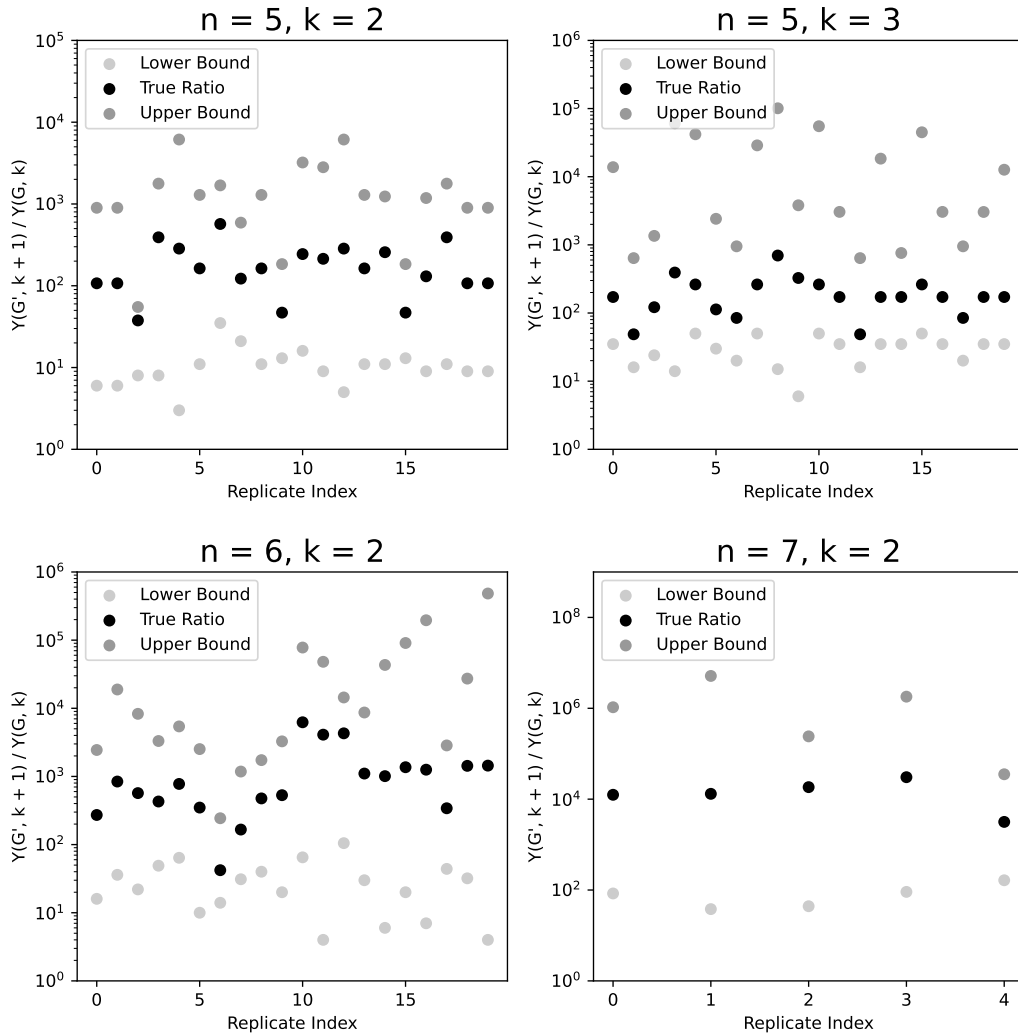 n = 5, k = 2
Y(G', k + 1) / Y(G, k)
10^5
10^4
10^3
10^2
10^1
10^0
Lower Bound
True Ratio
Upper Bound
0 5 10 15
Replicate Index
n = 5, k = 3
Y(G', k + 1) / Y(G, k)
10^6
10^5
10^4
10^3
10^2
10^1
10^0
Lower Bound
True Ratio
Upper Bound
0 5 10 15
Replicate Index
n = 6, k = 2
Y(G', k + 1) / Y(G, k)
10^6
10^5
10^4
10^3
10^2
10^1
10^0
Lower Bound
True Ratio
Upper Bound
0 5 10 15
Replicate Index
n = 7, k = 2
Y(G', k + 1) / Y(G, k)
10^8
10^6
10^4
10^2
10^0
Lower Bound
True Ratio
Upper Bound
0 1 2 3 4
Replicate Index